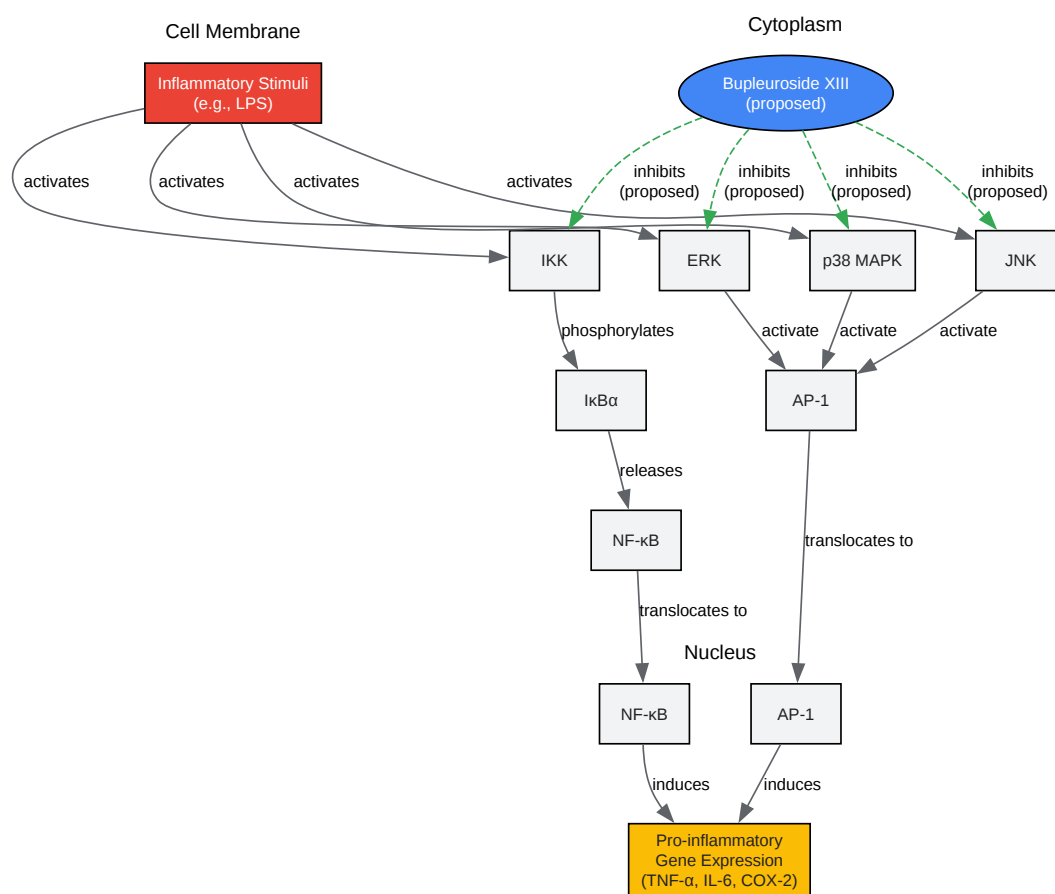 Cell Membrane
Cytoplasm
Inflammatory Stimuli
(e.g., LPS)
Bupleuroside XIII
(proposed)
activates
activates
activates
activates
inhibits
(proposed)
inhibits
(proposed)
inhibits
(proposed)
inhibits
(proposed)
IKK
ERK
p38 MAPK
JNK
phosphorylates
activate
activate
activate
IκBα
AP-1
releases
NF-κB
translocates to
translocates to
Nucleus
NF-κB
AP-1
induces
induces
Pro-inflammatory
Gene Expression
(TNF-α, IL-6, COX-2)